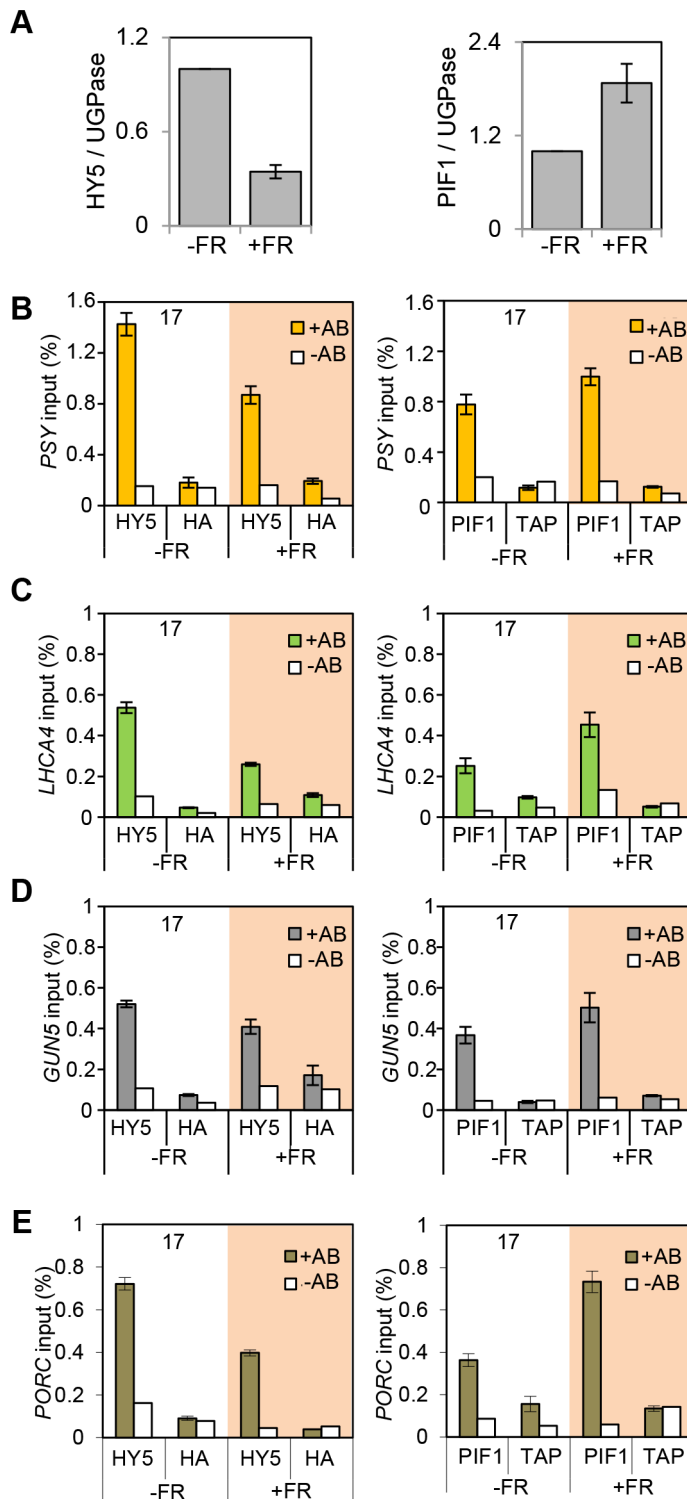 A
HY5 / UGPase
1.2
0.6
0
-FR +FR
PIF1 / UGPase
2.4
1.2
0
-FR +FR
B
PSY input (%)
1.6
1.2
0.8
0.4
0
17
+AB
-AB
HY5 HA HY5 HA
-FR +FR
PSY input (%)
1.6
1.2
0.8
0.4
0
17
+AB
-AB
PIF1 TAP PIF1 TAP
-FR +FR
C
LHCA4 input (%)
1
0.8
0.6
0.4
0.2
0
17
+AB
-AB
HY5 HA HY5 HA
-FR +FR
LHCA4 input (%)
1
0.8
0.6
0.4
0.2
0
17
+AB
-AB
PIF1 TAP PIF1 TAP
-FR +FR
D
GUN5 input (%)
1
0.8
0.6
0.4
0.2
0
17
+AB
-AB
HY5 HA HY5 HA
-FR +FR
GUN5 input (%)
1
0.8
0.6
0.4
0.2
0
17
+AB
-AB
PIF1 TAP PIF1 TAP
-FR +FR
E
PORC input (%)
1
0.8
0.6
0.4
0.2
0
17
+AB
-AB
HY5 HA HY5 HA
-FR +FR
PORC input (%)
1
0.8
0.6
0.4
0.2
0
17
+AB
-AB
PIF1 TAP PIF1 TAP
-FR +FR